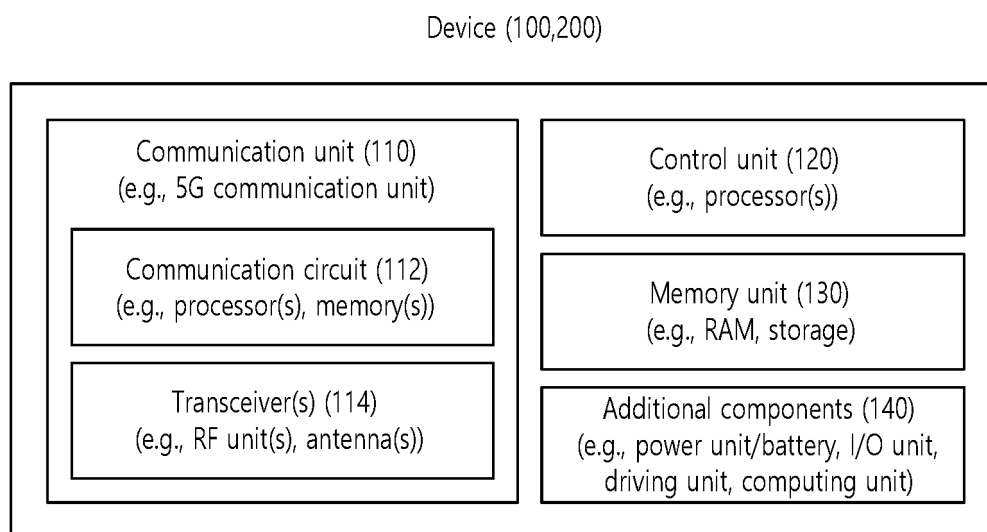 Device (100,200)
Communication unit (110)
(e.g., 5G communication unit)
Communication circuit (112)
(e.g., processor(s), memory(s))
Transceiver(s) (114)
(e.g., RF unit(s), antenna(s))
Control unit (120)
(e.g., processor(s))
Memory unit (130)
(e.g., RAM, storage)
Additional components (140)
(e.g., power unit/battery, I/O unit,
driving unit, computing unit)